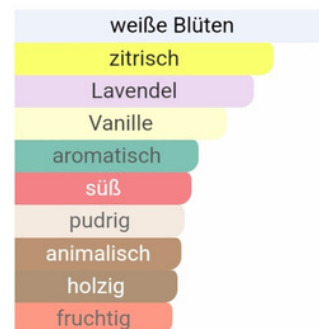 weiße Blüten
zitrisch
Lavendel
Vanille
aromatisch
süß
pudrig
animalisch
holzig
fruchtig